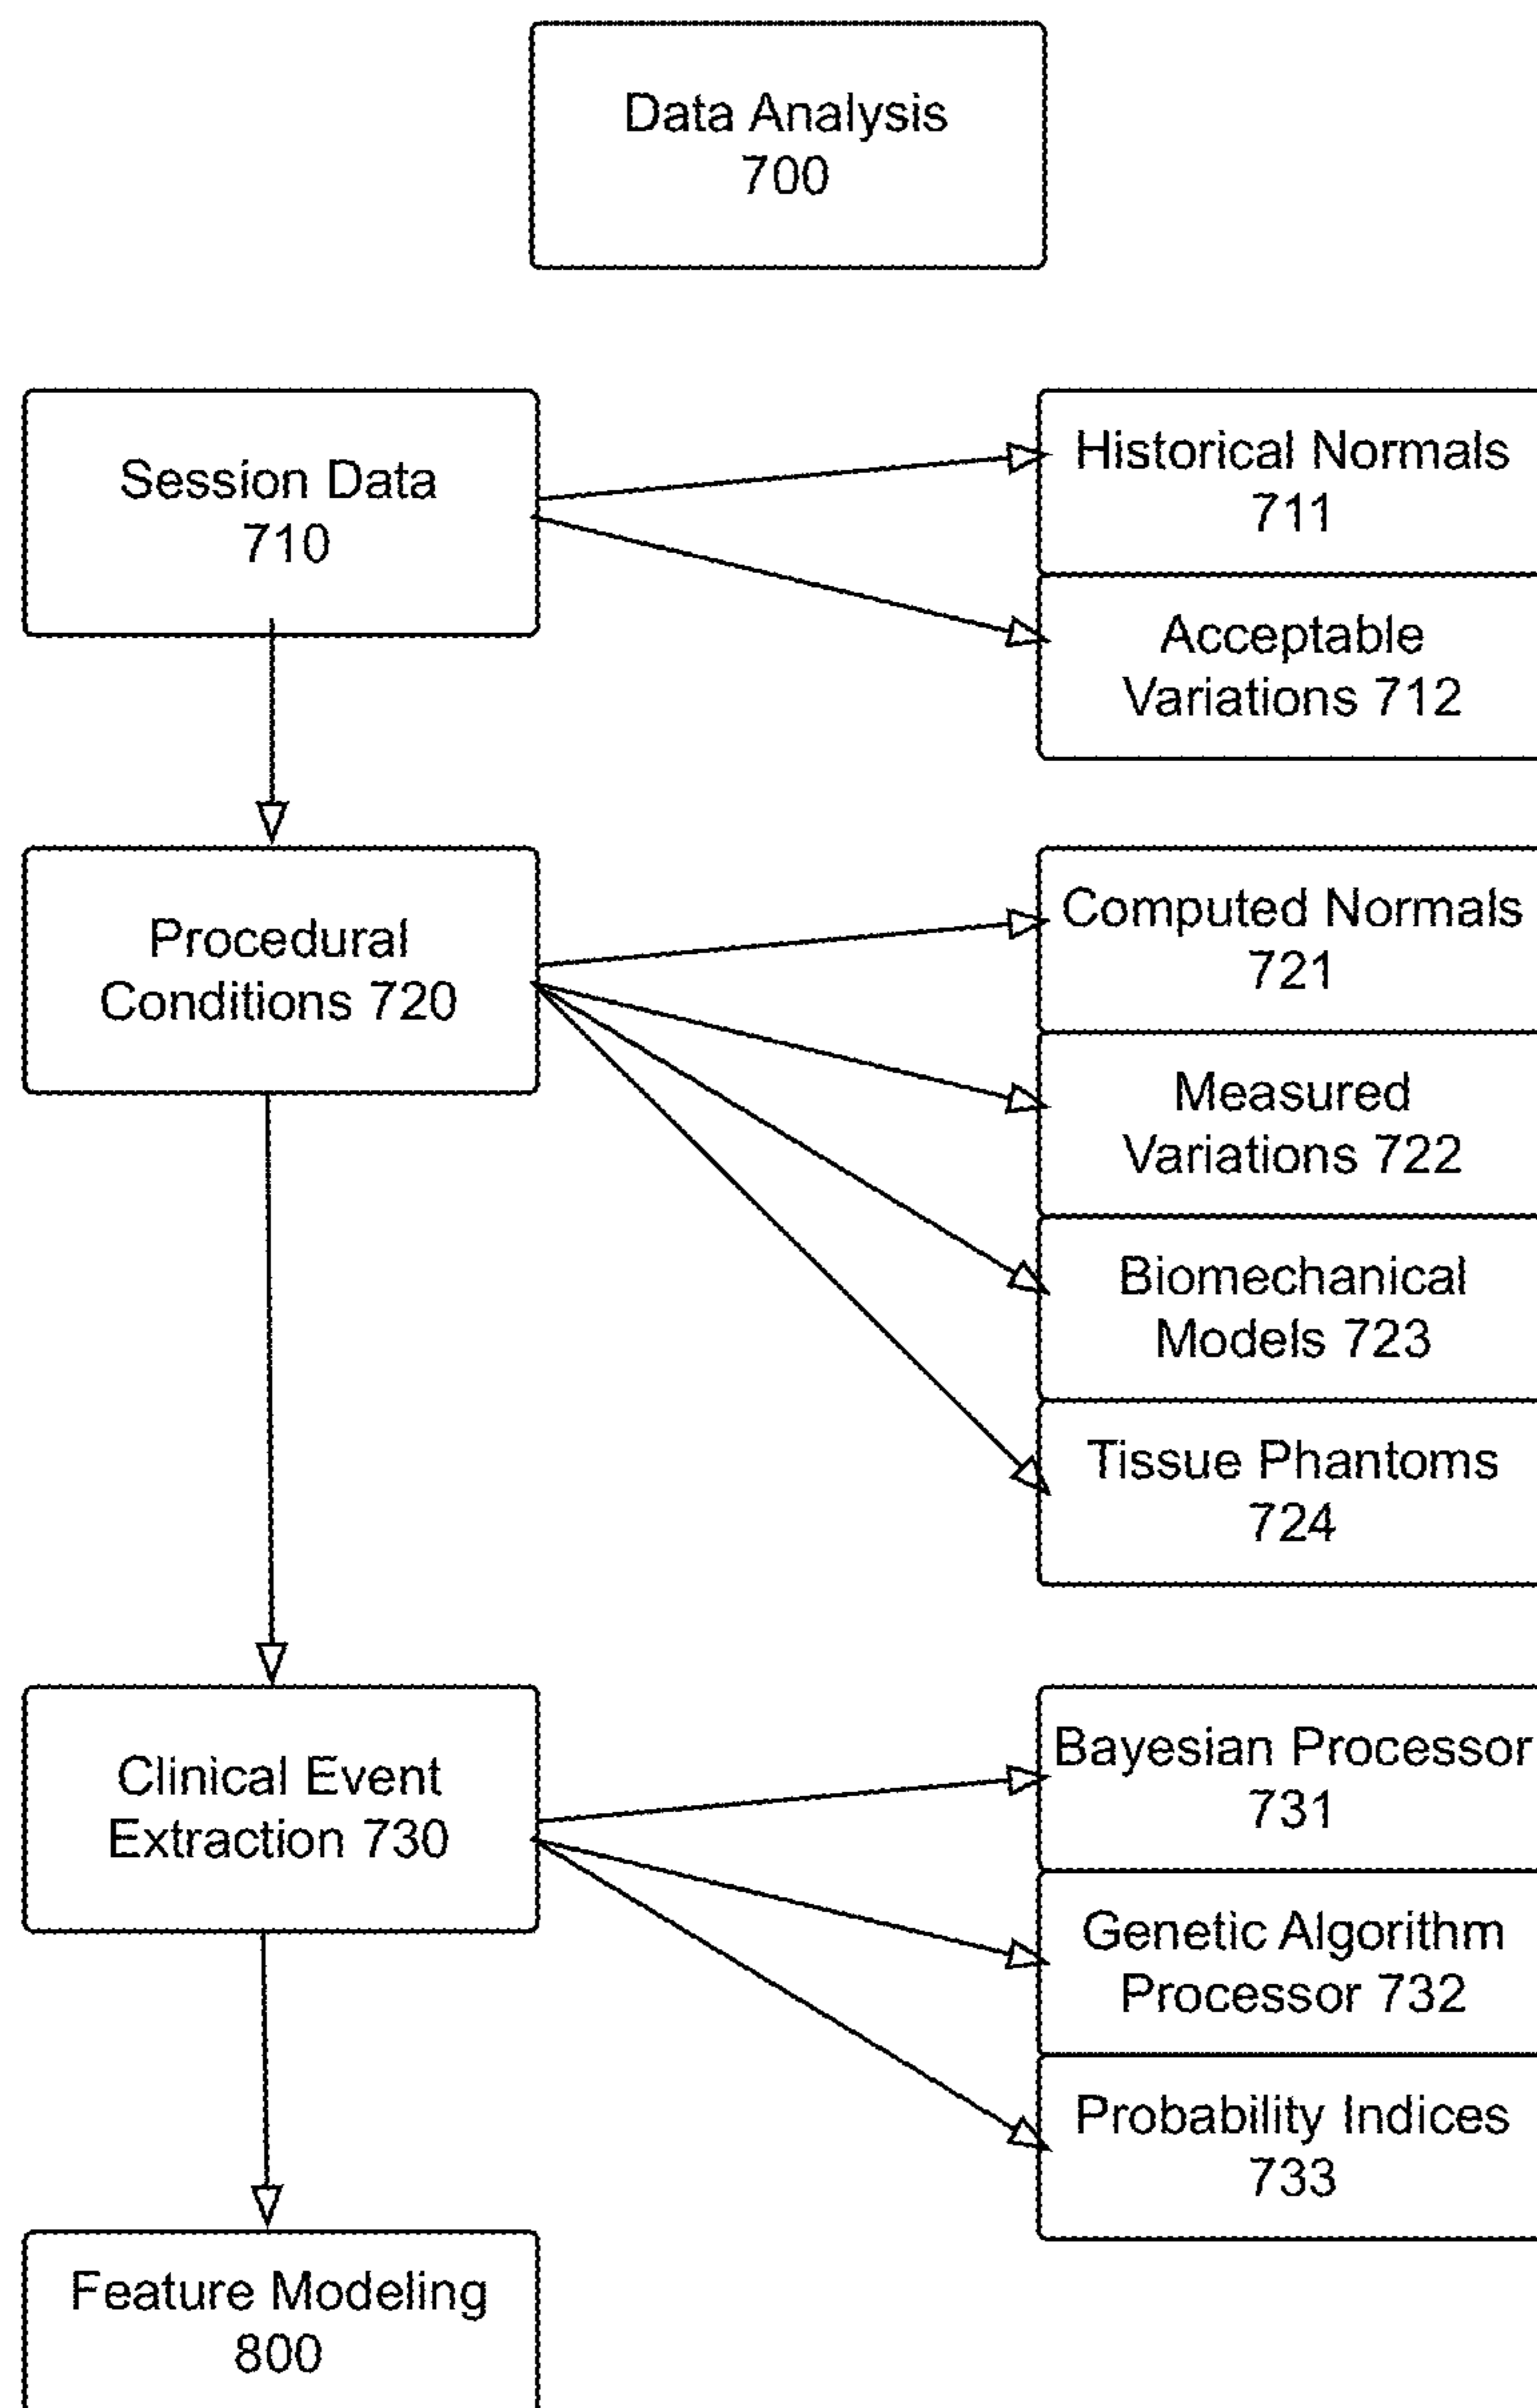 Data Analysis
700
Session Data
710
Historical Normals
711
Acceptable
Variations 712
Procedural
Conditions 720
Computed Normals
721
Measured
Variations 722
Biomechanical
Models 723
Tissue Phantoms
724
Clinical Event
Extraction 730
Bayesian Processor
731
Genetic Algorithm
Processor 732
Probability Indices
733
Feature Modeling
800